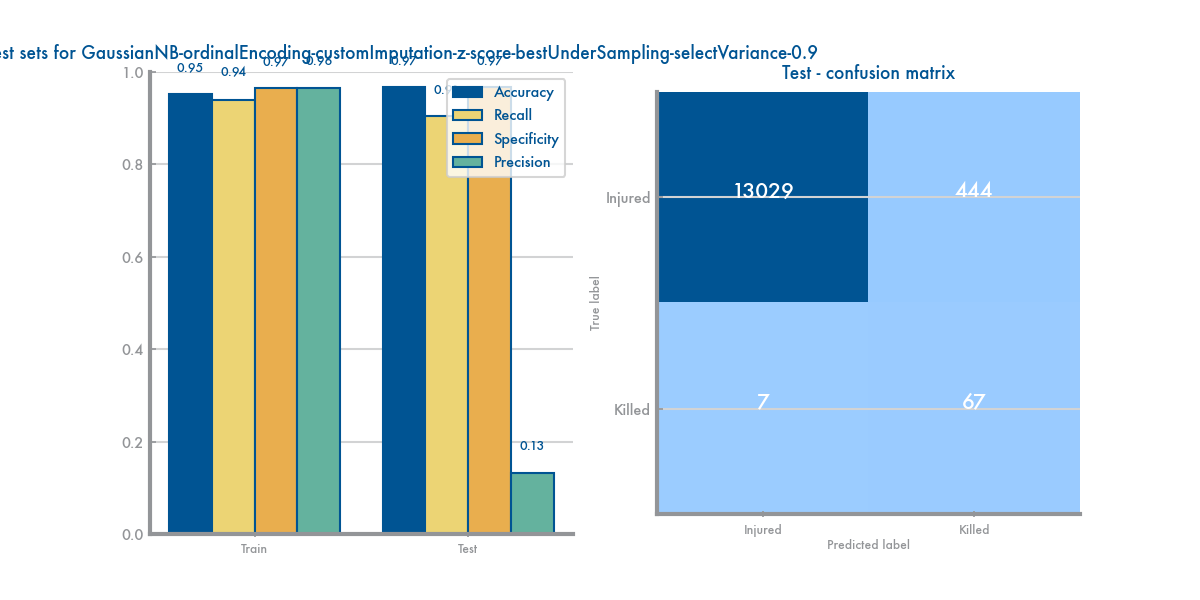 est sets for GaussianNB-ordinalEncoding-customImputation-z-score-bestUnderSampling-selectVariance-0.9
0.95
0.94
0.97
0.96
0.97
0.97
0.13
1.0
0.8
0.6
0.4
0.2
0.0
Accuracy
Recall
Specificity
Precision
Train
Test
Test - confusion matrix
True label
Injured
13029
444
Killed
7
67
Injured
Killed
Predicted label